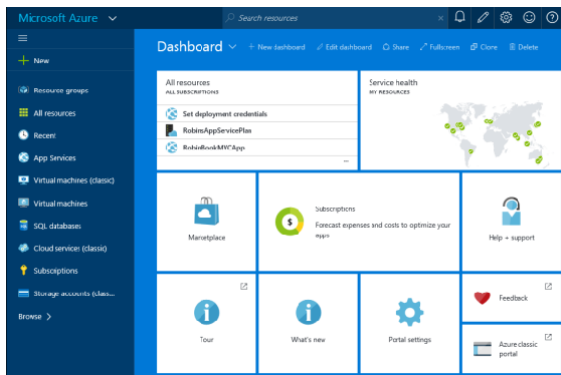 Microsoft Azure
Search resources
Dashboard
+ New dashboard
Edit dashboard
Share
Fullscreen
Clone
Delete
New
Resource groups
All resources
Recent
App Services
Virtual machines (classic)
Virtual machines
SQL databases
Cloud services (classic)
Subscriptions
Storage accounts (class...
Browse >
All resources
ALL SUBSCRIPTIONS
Set deployment credentials
RobinsAppServicePlan
RobinBookMYCApp
...
Service health
MY RESOURCES
Marketplace
Subscriptions
Forecast expenses and costs to optimize your
apps
Help + support
Tour
What's new
Portal settings
Feedback
Azure classic
portal